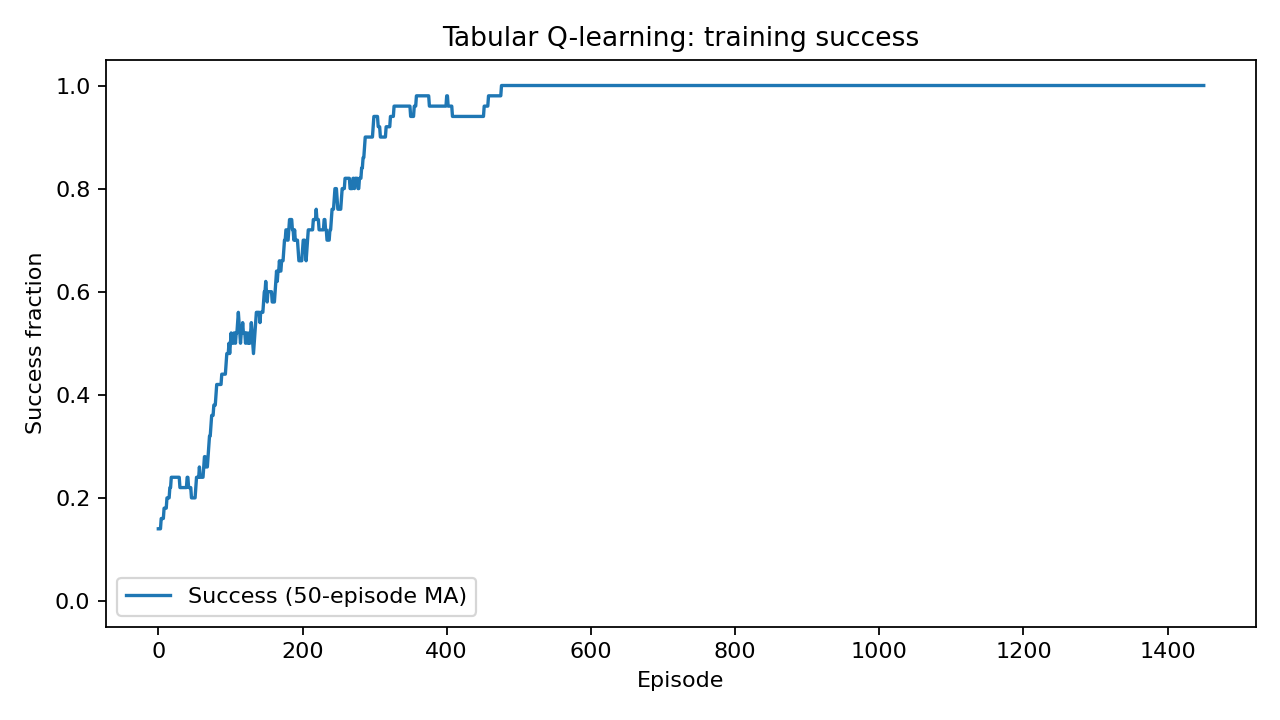 Tabular Q-learning: training success
Success fraction
1.0
0.8
0.6
0.4
0.2
0.0
Success (50-episode MA)
0 200 400 600 800 1000 1200 1400
Episode